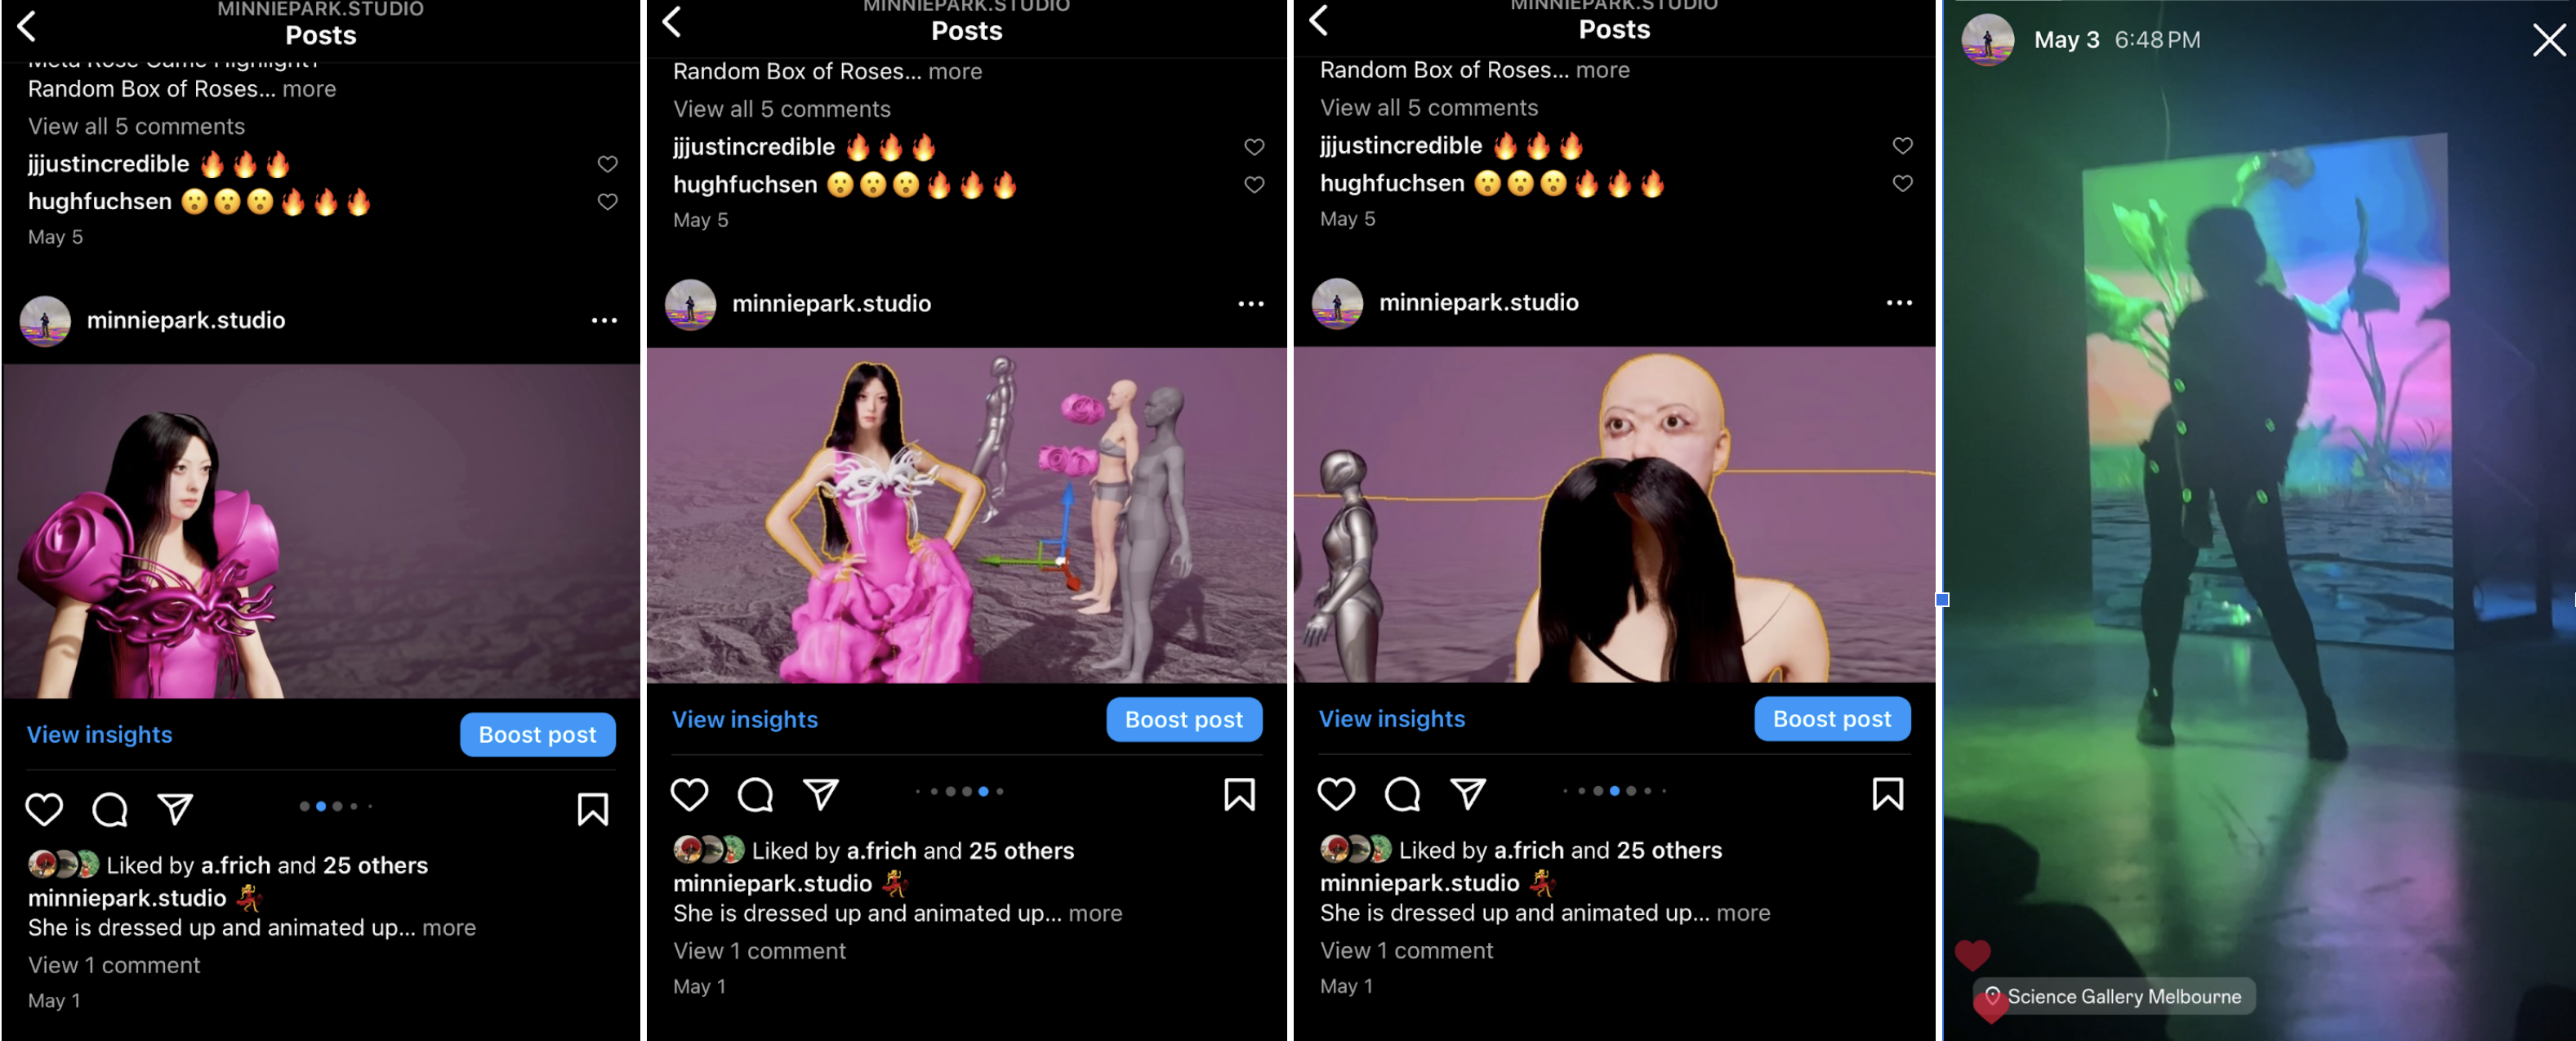 MINNIEPARK.STUDIO
Posts
Meta Rose Game Highlight1
Random Box of Roses... more
View all 5 comments
jjjustincredible 🔥🔥🔥
hughfuchsen 😮😮😮🔥🔥🔥
May 5
minniepark.studio
View insights
Boost post
Liked by a.frich and 25 others
minniepark.studio 💃
She is dressed up and animated up... more
View 1 comment
May 1
MINNIEPARK.STUDIO
Posts
Random Box of Roses... more
View all 5 comments
jjjustincredible 🔥🔥🔥
hughfuchsen 😮😮😮🔥🔥🔥
May 5
minniepark.studio
View insights
Boost post
Liked by a.frich and 25 others
minniepark.studio 💃
She is dressed up and animated up... more
View 1 comment
May 1
MINNIEPARK.STUDIO
Posts
Random Box of Roses... more
View all 5 comments
jjjustincredible 🔥🔥🔥
hughfuchsen 😮😮😮🔥🔥🔥
May 5
minniepark.studio
View insights
Boost post
Liked by a.frich and 25 others
minniepark.studio 💃
She is dressed up and animated up... more
View 1 comment
May 1
May 3 6:48 PM
Science Gallery Melbourne